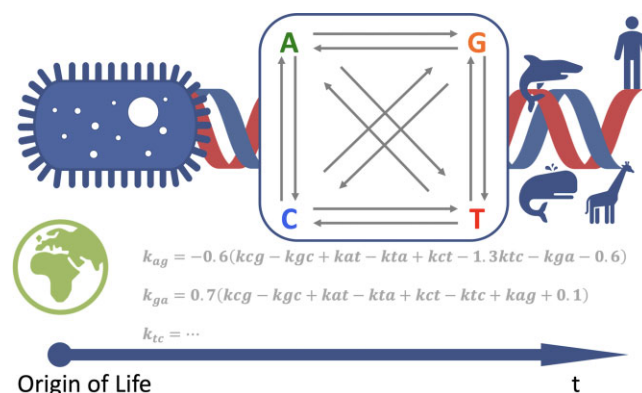 A G
C T
k_ag = −0.6(kcg − kgc + kat − kta + kct − 1.3ktc − kga − 0.6)
k_ga = 0.7(kcg − kgc + kat − kta + kct − ktc + kag + 0.1)
k_tc = ⋯
Origin of Life t